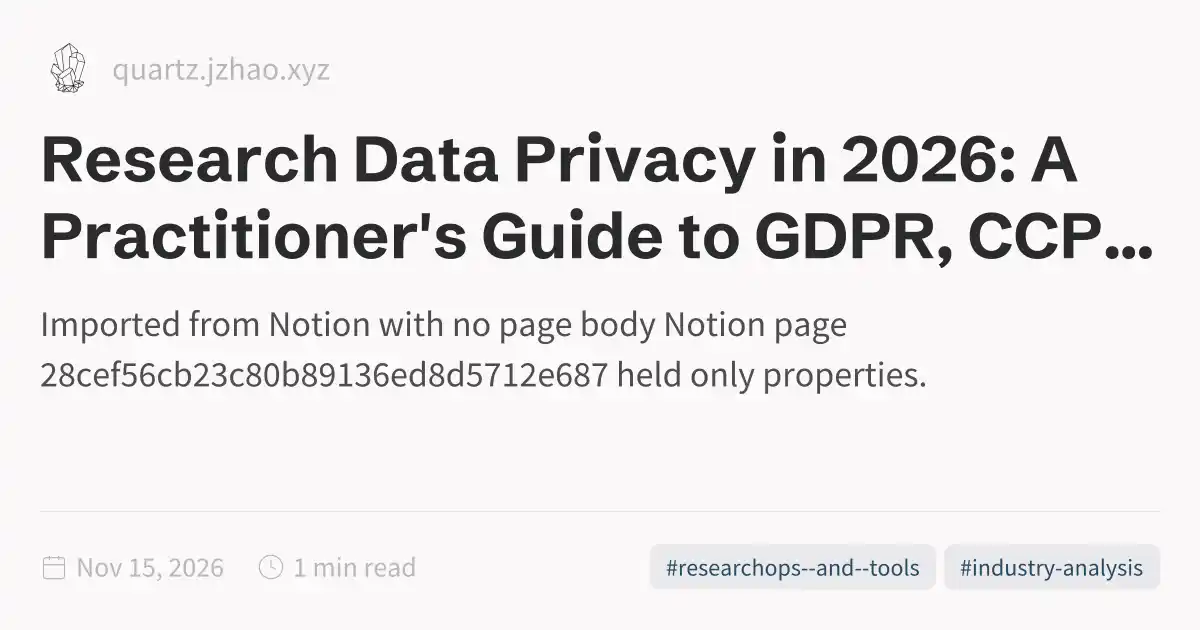 quartz.jzhao.xyz
Research Data Privacy in 2026: A
Practitioner's Guide to GDPR, CCP...
Imported from Notion with no page body Notion page
28cef56cb23c80b89136ed8d5712e687 held only properties.
Nov 15, 2026
1 min read
#researchops--and--tools
#industry-analysis